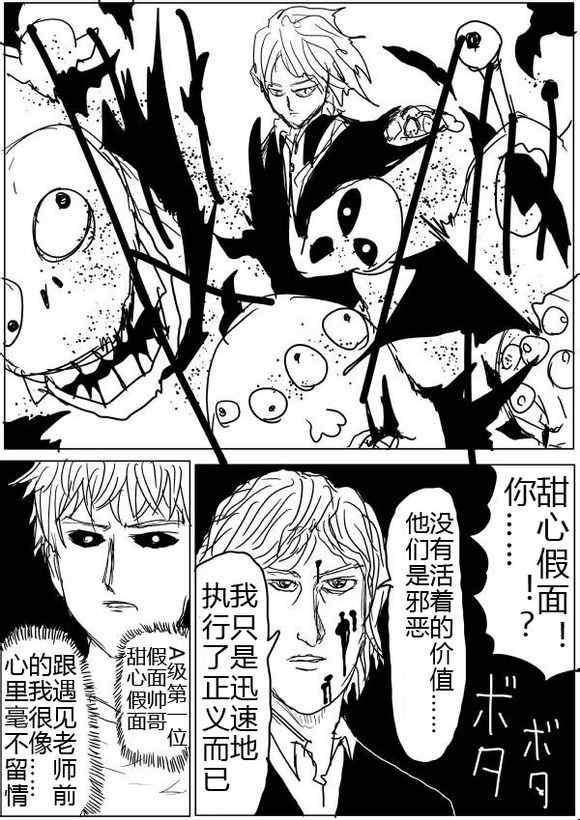 甜心假面！
你……
！？
没有活着的价值……
他们是邪恶
我只是迅速地
执行了正义而已
ボタ
ボタ
A级第一位
假面帅哥
甜心假面
跟遇见老师前
的我很像……
心里毫不留情